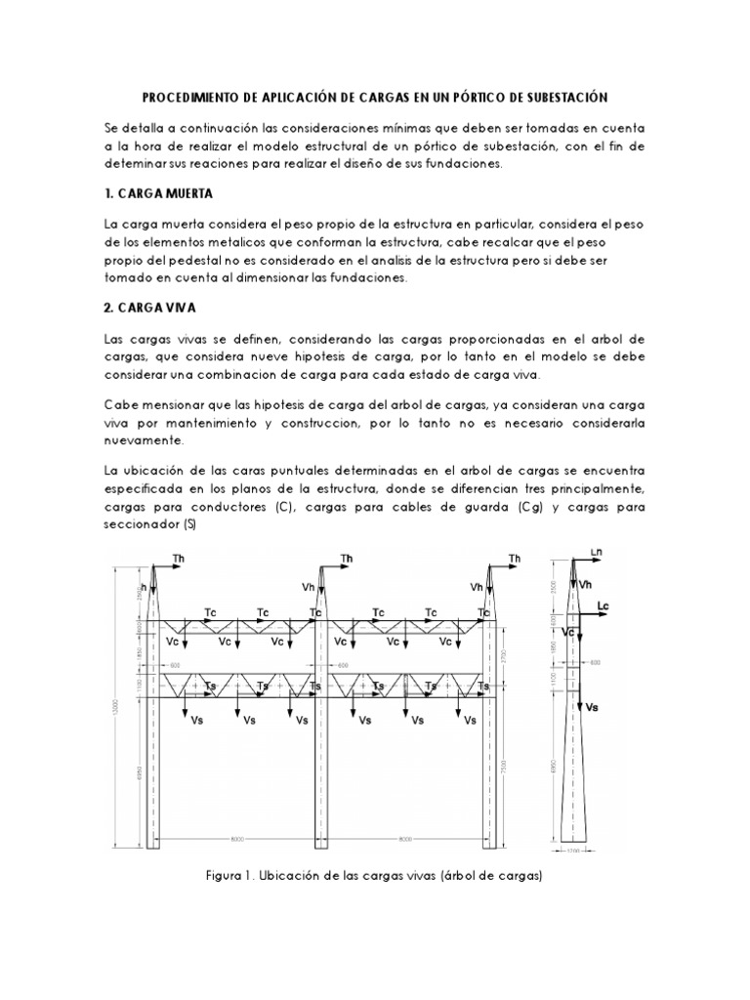 PROCEDIMIENTO DE APLICACIÓN DE CARGAS EN UN PÓRTICO DE SUBESTACIÓN
Se detalla a continuación las consideraciones mínimas que deben ser tomadas en cuenta
a la hora de realizar el modelo estructural de un pórtico de subestación, con el fin de
deteminar sus reacciones para realizar el diseño de sus fundaciones.
1. CARGA MUERTA
La carga muerta considera el peso propio de la estructura en particular, considera el peso
de los elementos metalicos que conforman la estructura, cabe recalcar que el peso
propio del pedestal no es considerado en el analisis de la estructura pero si debe ser
tomado en cuenta al dimensionar las fundaciones.
2. CARGA VIVA
Las cargas vivas se definen, considerando las cargas proporcionadas en el arbol de
cargas, que considera nueve hipotesis de carga, por lo tanto en el modelo se debe
considerar una combinacion de carga para cada estado de carga viva.
Cabe mensionar que las hipotesis de carga del arbol de cargas, ya consideran una carga
viva por mantenimiento y construccion, por lo tanto no es necesario considerarla
nuevamente.
La ubicación de las caras puntuales determinadas en el arbol de cargas se encuentra
especificada en los planos de la estructura, donde se diferencian tres principalmente,
cargas para conductores (C), cargas para cables de guarda (Cg) y cargas para
seccionador (S)
Th Th Th Lh
2500 h Vh Vh 2500 Vh
Tc Tc Tc Tc Tc Tc Lc
600 Vc Vc Vc Vc Vc Vc 600 Vc
1850 600 600 2700 1850 600
1100 Ts Ts Ts Ts Ts Ts 1100
13000 Vs Vs Vs Vs Vs Vs Vs
6950 7500 6950
8000 8000 1200
Figura 1. Ubicación de las cargas vivas (árbol de cargas)